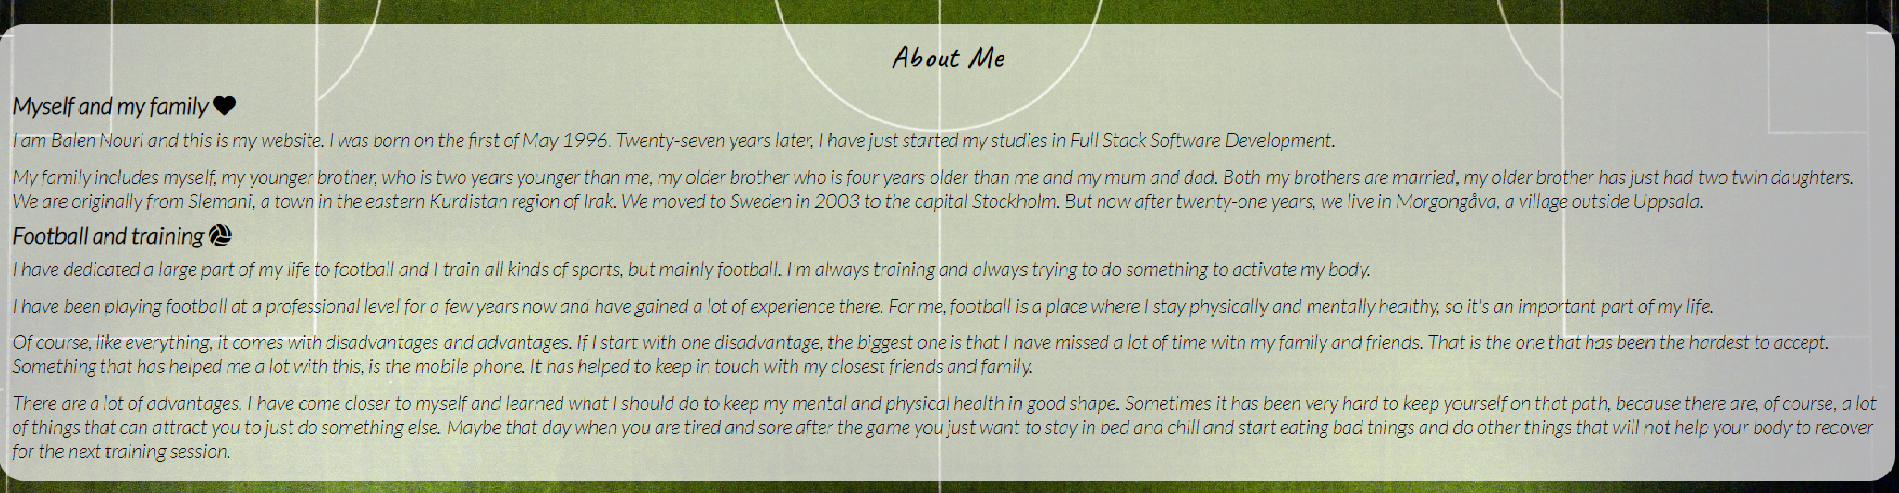 About Me
Myself and my family
I am Balen Nouri and this is my website. I was born on the first of May 1996. Twenty-seven years later, I have just started my studies in Full Stack Software Development.
My family includes myself, my younger brother, who is two years younger than me, my older brother who is four years older than me and my mum and dad. Both my brothers are married, my older brother has just had two twin daughters.
We are originally from Slemani, a town in the eastern Kurdistan region of Irak. We moved to Sweden in 2003 to the capital Stockholm. But now after twenty-one years, we live in Morgongåva, a village outside Uppsala.
Football and training
I have dedicated a large part of my life to football and I train all kinds of sports, but mainly football. I'm always training and always trying to do something to activate my body.
I have been playing football at a professional level for a few years now and have gained a lot of experience there. For me, football is a place where I stay physically and mentally healthy, so it's an important part of my life.
Of course, like everything, it comes with disadvantages and advantages. If I start with one disadvantage, the biggest one is that I have missed a lot of time with my family and friends. That is the one that has been the hardest to accept.
Something that has helped me a lot with this, is the mobile phone. It has helped to keep in touch with my closest friends and family.
There are a lot of advantages. I have come closer to myself and learned what I should do to keep my mental and physical health in good shape. Sometimes it has been very hard to keep yourself on that path, because there are, of course, a lot
of things that can attract you to just do something else. Maybe that day when you are tired and sore after the game you just want to stay in bed and chill and start eating bad things and do other things that will not help your body to recover
for the next training session.